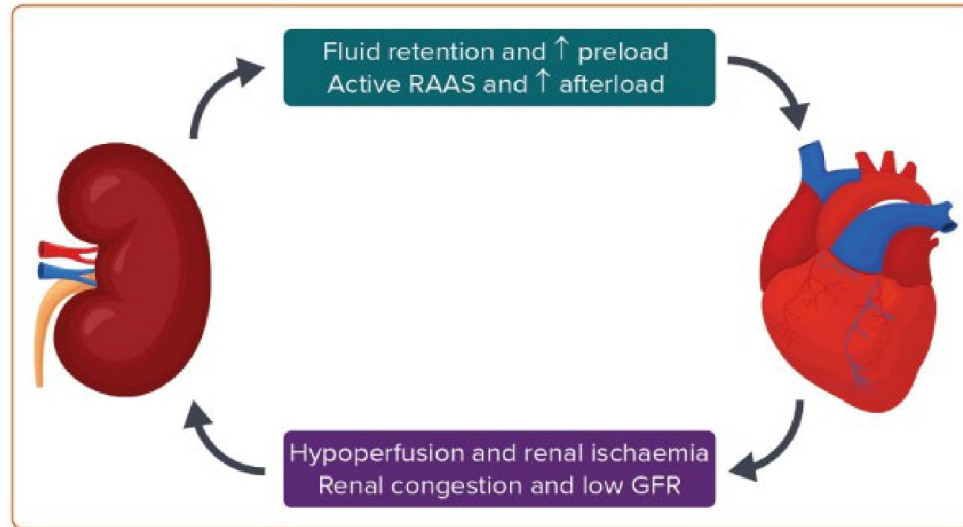 Fluid retention and ↑ preload
Active RAAS and ↑ afterload
Hypoperfusion and renal ischaemia
Renal congestion and low GFR